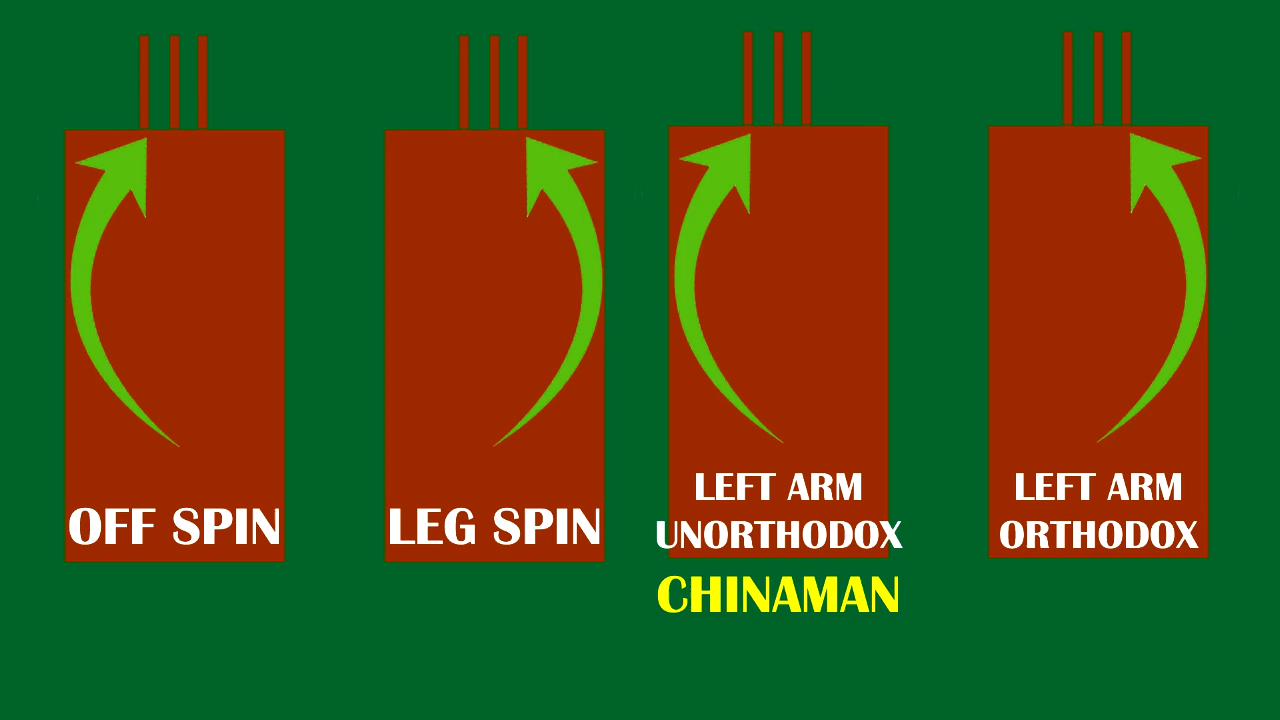 OFF SPIN
LEG SPIN
LEFT ARM
UNORTHODOX
CHINAMAN
LEFT ARM
ORTHODOX